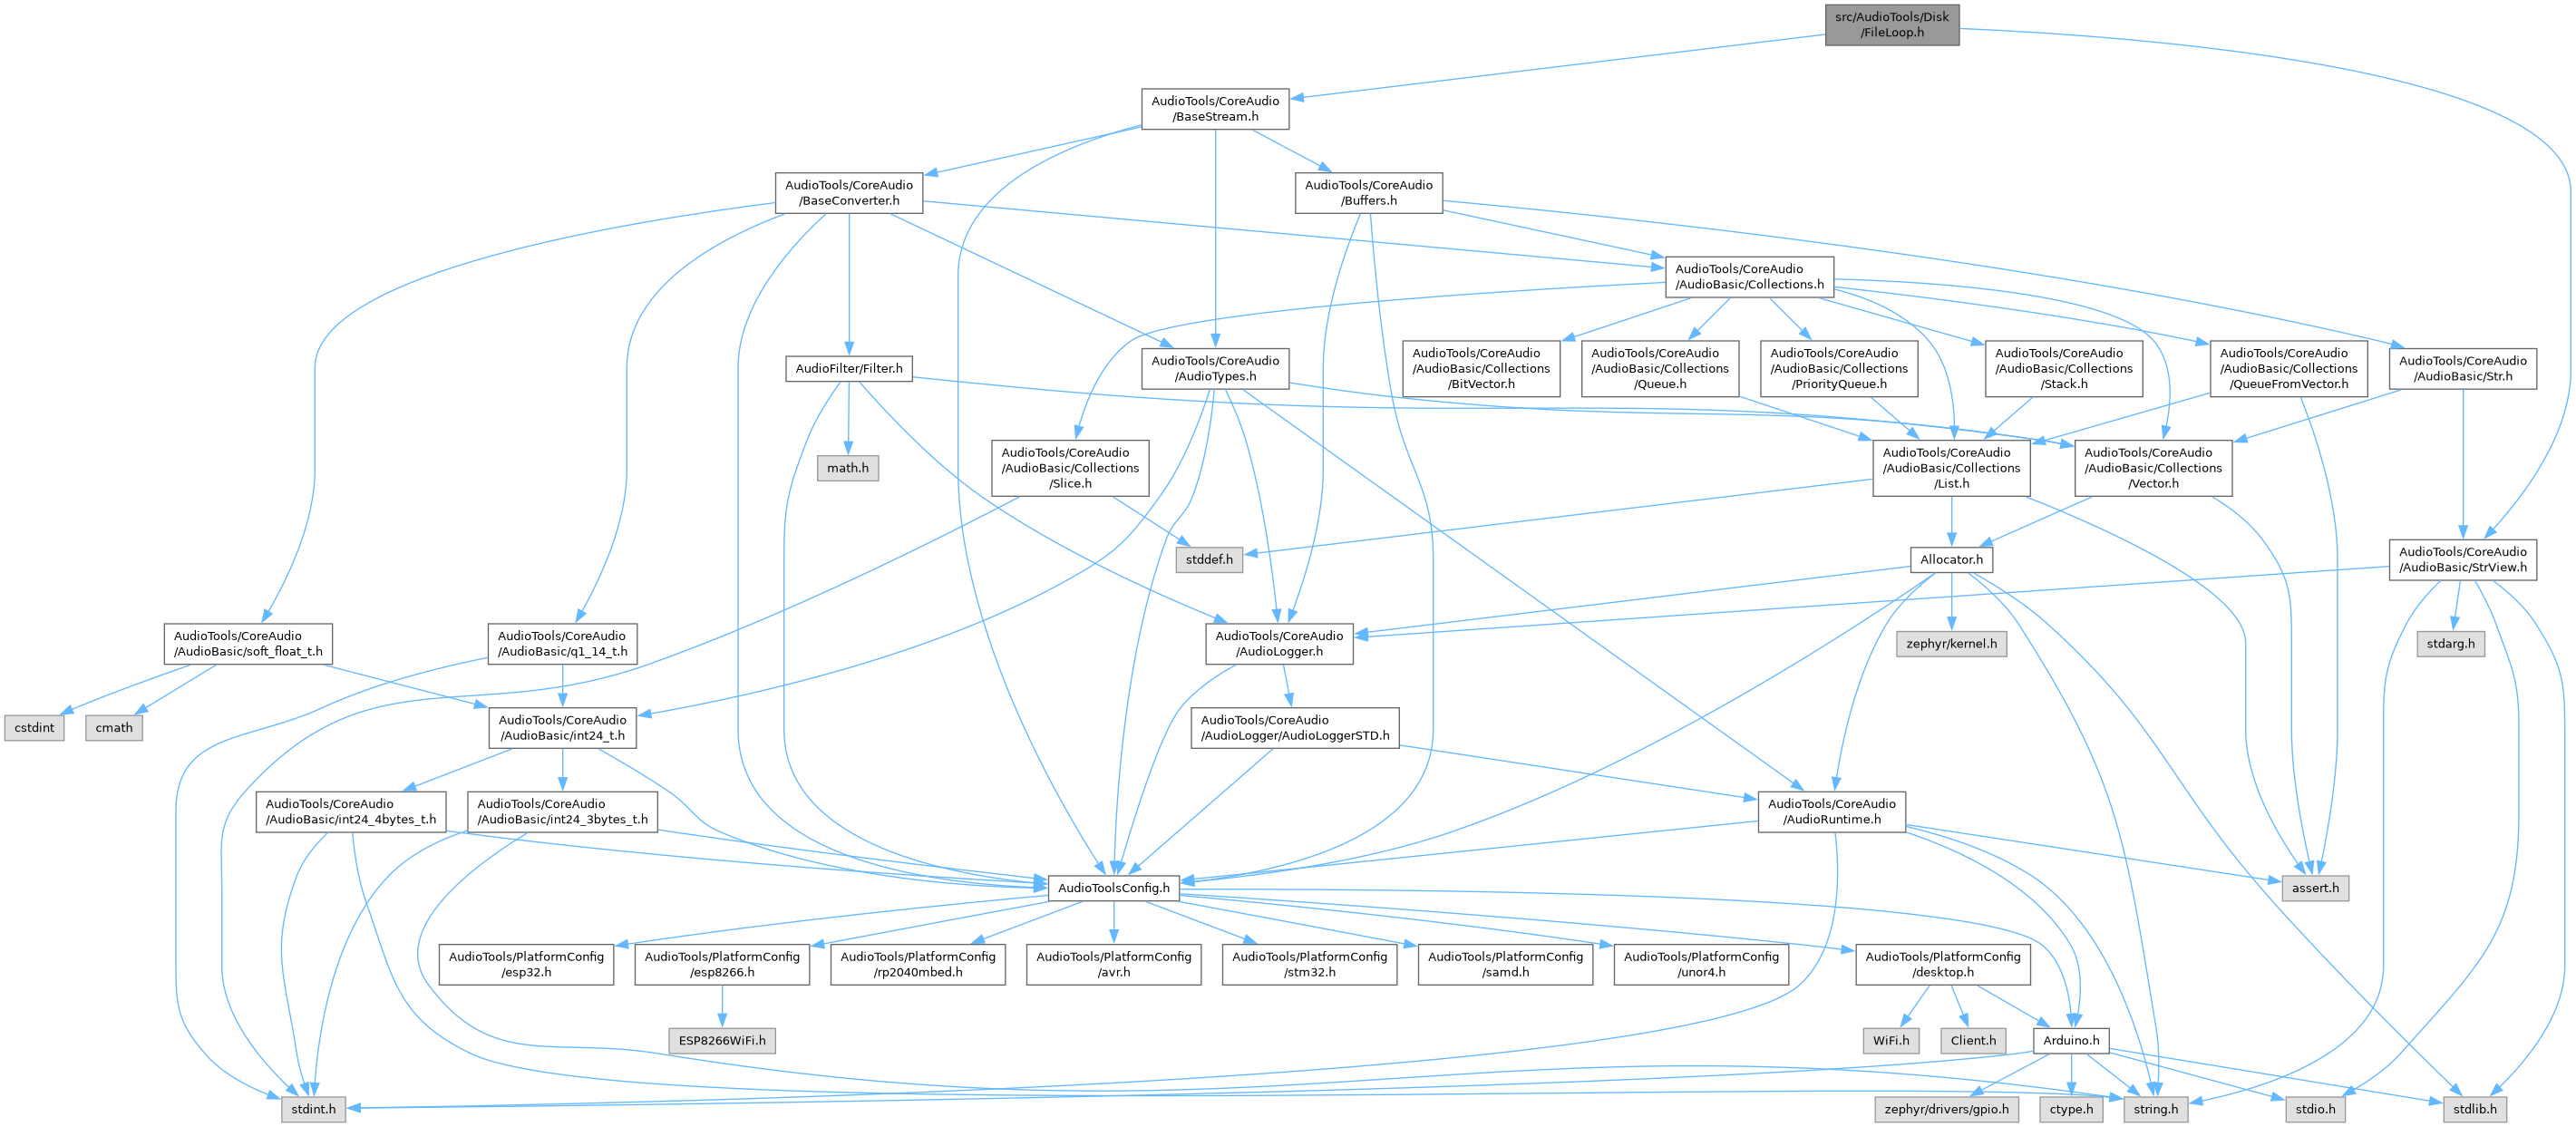 src/AudioTools/Disk
/FileLoop.h
AudioTools/CoreAudio
/BaseStream.h
AudioTools/CoreAudio
/BaseConverter.h
AudioTools/CoreAudio
/Buffers.h
AudioTools/CoreAudio
/AudioBasic/Collections.h
AudioFilter/Filter.h
AudioTools/CoreAudio
/AudioTypes.h
AudioTools/CoreAudio
/AudioBasic/Collections
/BitVector.h
AudioTools/CoreAudio
/AudioBasic/Collections
/Queue.h
AudioTools/CoreAudio
/AudioBasic/Collections
/PriorityQueue.h
AudioTools/CoreAudio
/AudioBasic/Collections
/Stack.h
AudioTools/CoreAudio
/AudioBasic/Collections
/QueueFromVector.h
AudioTools/CoreAudio
/AudioBasic/Str.h
math.h
AudioTools/CoreAudio
/AudioBasic/Collections
/Slice.h
AudioTools/CoreAudio
/AudioBasic/Collections
/List.h
AudioTools/CoreAudio
/AudioBasic/Collections
/Vector.h
stddef.h
Allocator.h
AudioTools/CoreAudio
/AudioBasic/StrView.h
AudioTools/CoreAudio
/AudioBasic/soft_float_t.h
AudioTools/CoreAudio
/AudioBasic/q1_14_t.h
AudioTools/CoreAudio
/AudioLogger.h
zephyr/kernel.h
stdarg.h
cstdint
cmath
AudioTools/CoreAudio
/AudioBasic/int24_t.h
AudioTools/CoreAudio
/AudioLogger/AudioLoggerSTD.h
AudioTools/CoreAudio
/AudioBasic/int24_4bytes_t.h
AudioTools/CoreAudio
/AudioBasic/int24_3bytes_t.h
AudioTools/CoreAudio
/AudioRuntime.h
AudioToolsConfig.h
assert.h
AudioTools/PlatformConfig
/esp32.h
AudioTools/PlatformConfig
/esp8266.h
AudioTools/PlatformConfig
/rp2040mbed.h
AudioTools/PlatformConfig
/avr.h
AudioTools/PlatformConfig
/stm32.h
AudioTools/PlatformConfig
/samd.h
AudioTools/PlatformConfig
/unor4.h
AudioTools/PlatformConfig
/desktop.h
ESP8266WiFi.h
WiFi.h
Client.h
Arduino.h
stdint.h
zephyr/drivers/gpio.h
ctype.h
string.h
stdio.h
stdlib.h